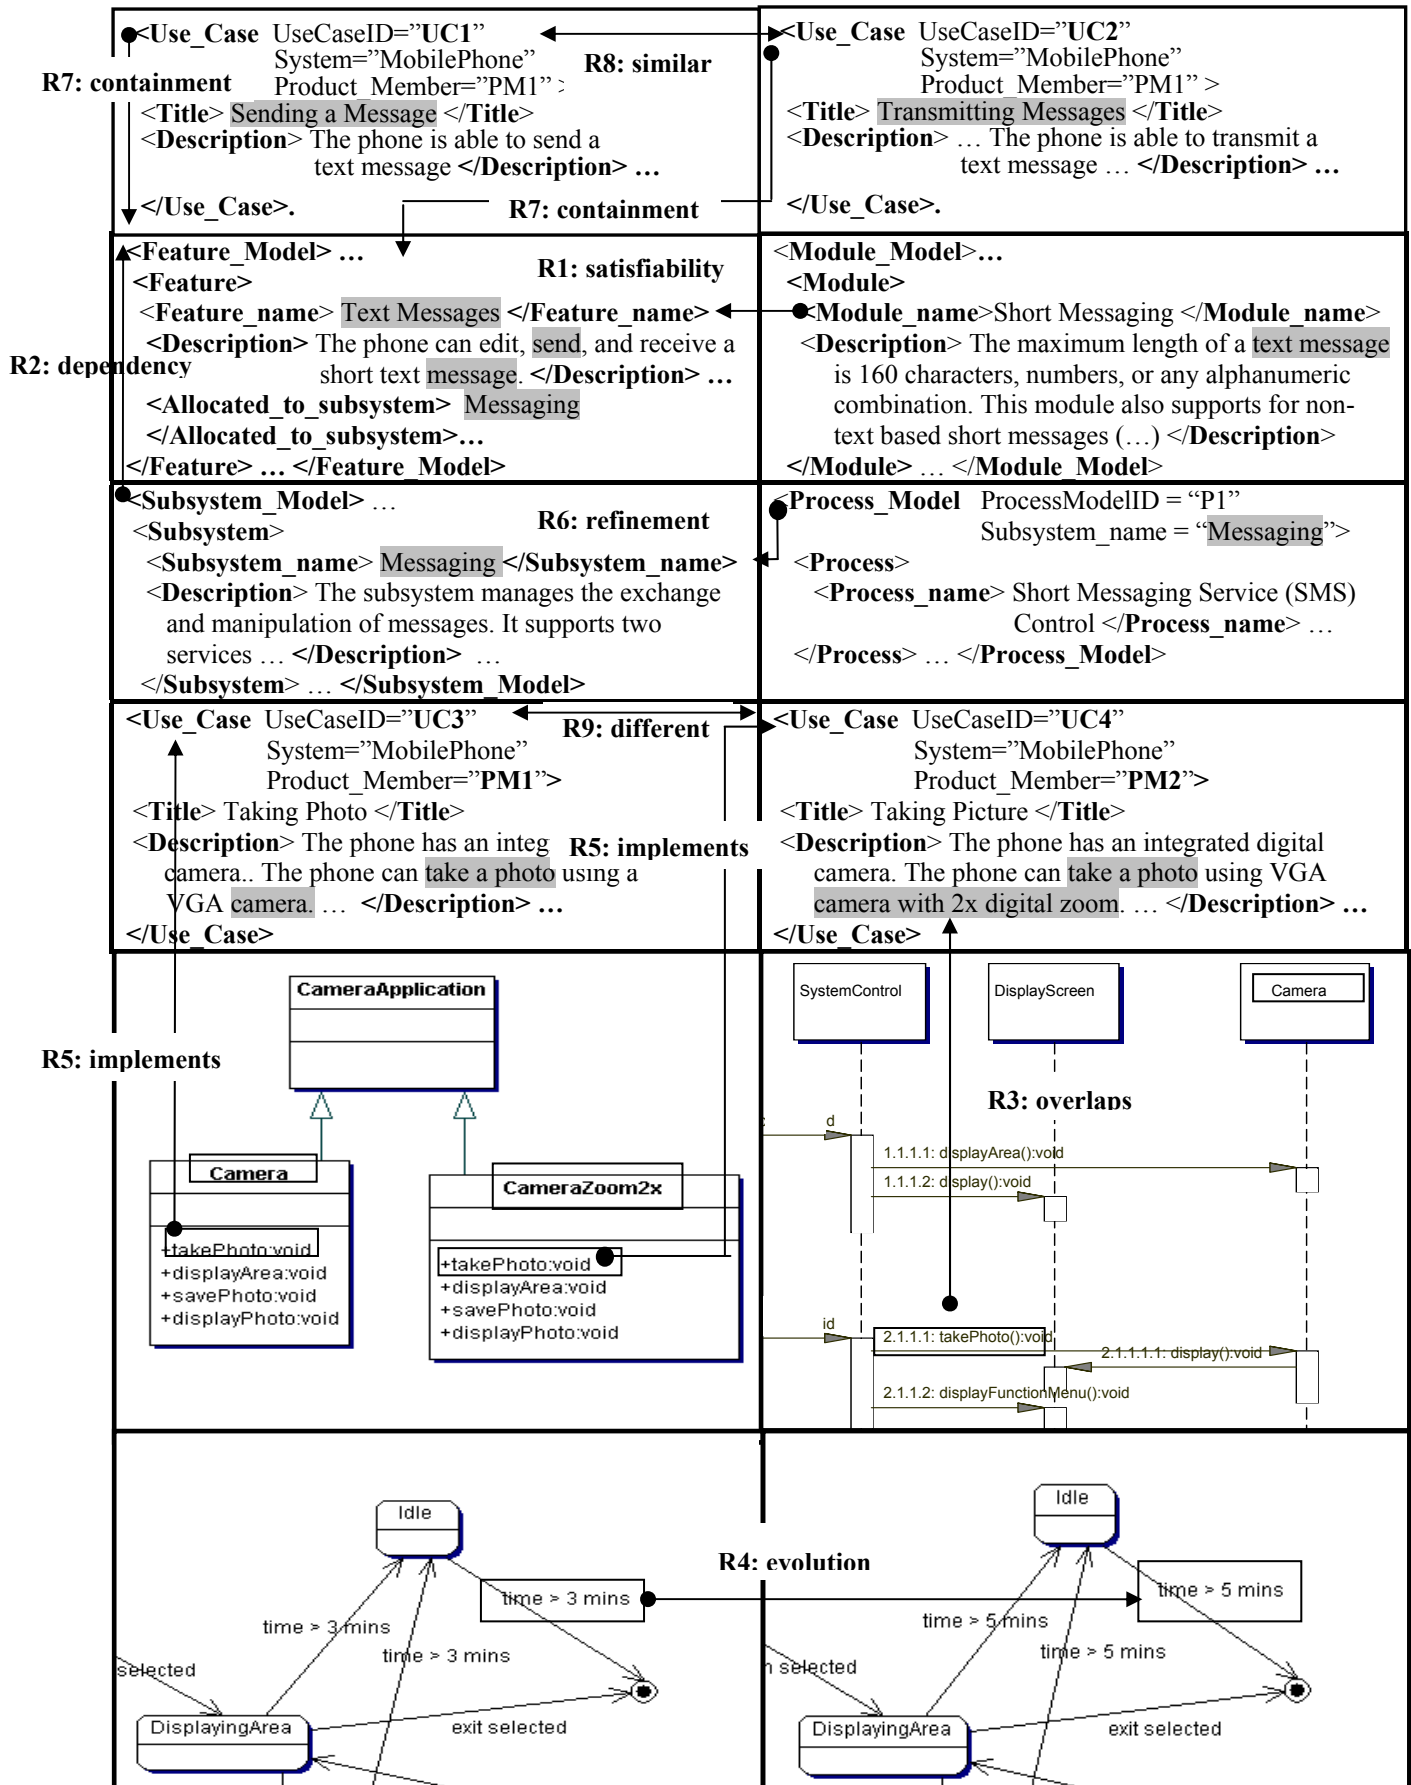 <Use_Case UseCaseID=”UC1”
System=”MobilePhone”
Product_Member=”PM1” >
<Title> Sending a Message </Title>
<Description> The phone is able to send a
text message </Description> …
</Use_Case>.
R7: containment
R8: similar
<Use_Case UseCaseID=”UC2”
System=”MobilePhone”
Product_Member=”PM1” >
<Title> Transmitting Messages </Title>
<Description> … The phone is able to transmit a
text message … </Description> …
</Use_Case>.
R7: containment
<Feature_Model> …
<Feature>
<Feature_name> Text Messages </Feature_name>
<Description> The phone can edit, send, and receive a
short text message. </Description> …
<Allocated_to_subsystem> Messaging
</Allocated_to_subsystem>…
</Feature> … </Feature_Model>
R1: satisfiability
R2: dependency
<Module_Model>…
<Module>
<Module_name>Short Messaging </Module_name>
<Description> The maximum length of a text message
is 160 characters, numbers, or any alphanumeric
combination. This module also supports for non-
text based short messages (…) </Description>
</Module> … </Module_Model>
<Subsystem_Model> …
<Subsystem>
<Subsystem_name> Messaging </Subsystem_name>
<Description> The subsystem manages the exchange
and manipulation of messages. It supports two
services … </Description> …
</Subsystem> … </Subsystem_Model>
R6: refinement
<Process_Model ProcessModelID = “P1”
Subsystem_name = “Messaging”>
<Process>
<Process_name> Short Messaging Service (SMS)
Control </Process_name> …
</Process> … </Process_Model>
<Use_Case UseCaseID=”UC3”
System=”MobilePhone”
Product_Member=”PM1”>
<Title> Taking Photo </Title>
<Description> The phone has an integ
camera.. The phone can take a photo using a
VGA camera. … </Description> …
</Use_Case>
R9: different
R5: implements
<Use_Case UseCaseID=”UC4”
System=”MobilePhone”
Product_Member=”PM2”>
<Title> Taking Picture </Title>
<Description> The phone has an integrated digital
camera. The phone can take a photo using VGA
camera with 2x digital zoom. … </Description> …
</Use_Case>
CameraApplication
R5: implements
Camera
+takePhoto:void
+displayArea:void
+savePhoto:void
+displayPhoto:void
CameraZoom2x
+takePhoto:void
+displayArea:void
+savePhoto:void
+displayPhoto:void
SystemControl
DisplayScreen
Camera
R3: overlaps
d
1.1.1.1: displayArea():void
1.1.1.2: display():void
id
2.1.1.1: takePhoto():void
2.1.1.1.1: display():void
2.1.1.2: displayFunctionMenu():void
Idle
time > 3 mins
time > 3 mins
time > 3 mins
selected
DisplayingArea
exit selected
R4: evolution
Idle
time > 5 mins
time > 5 mins
time > 5 mins
n selected
DisplayingArea
exit selected